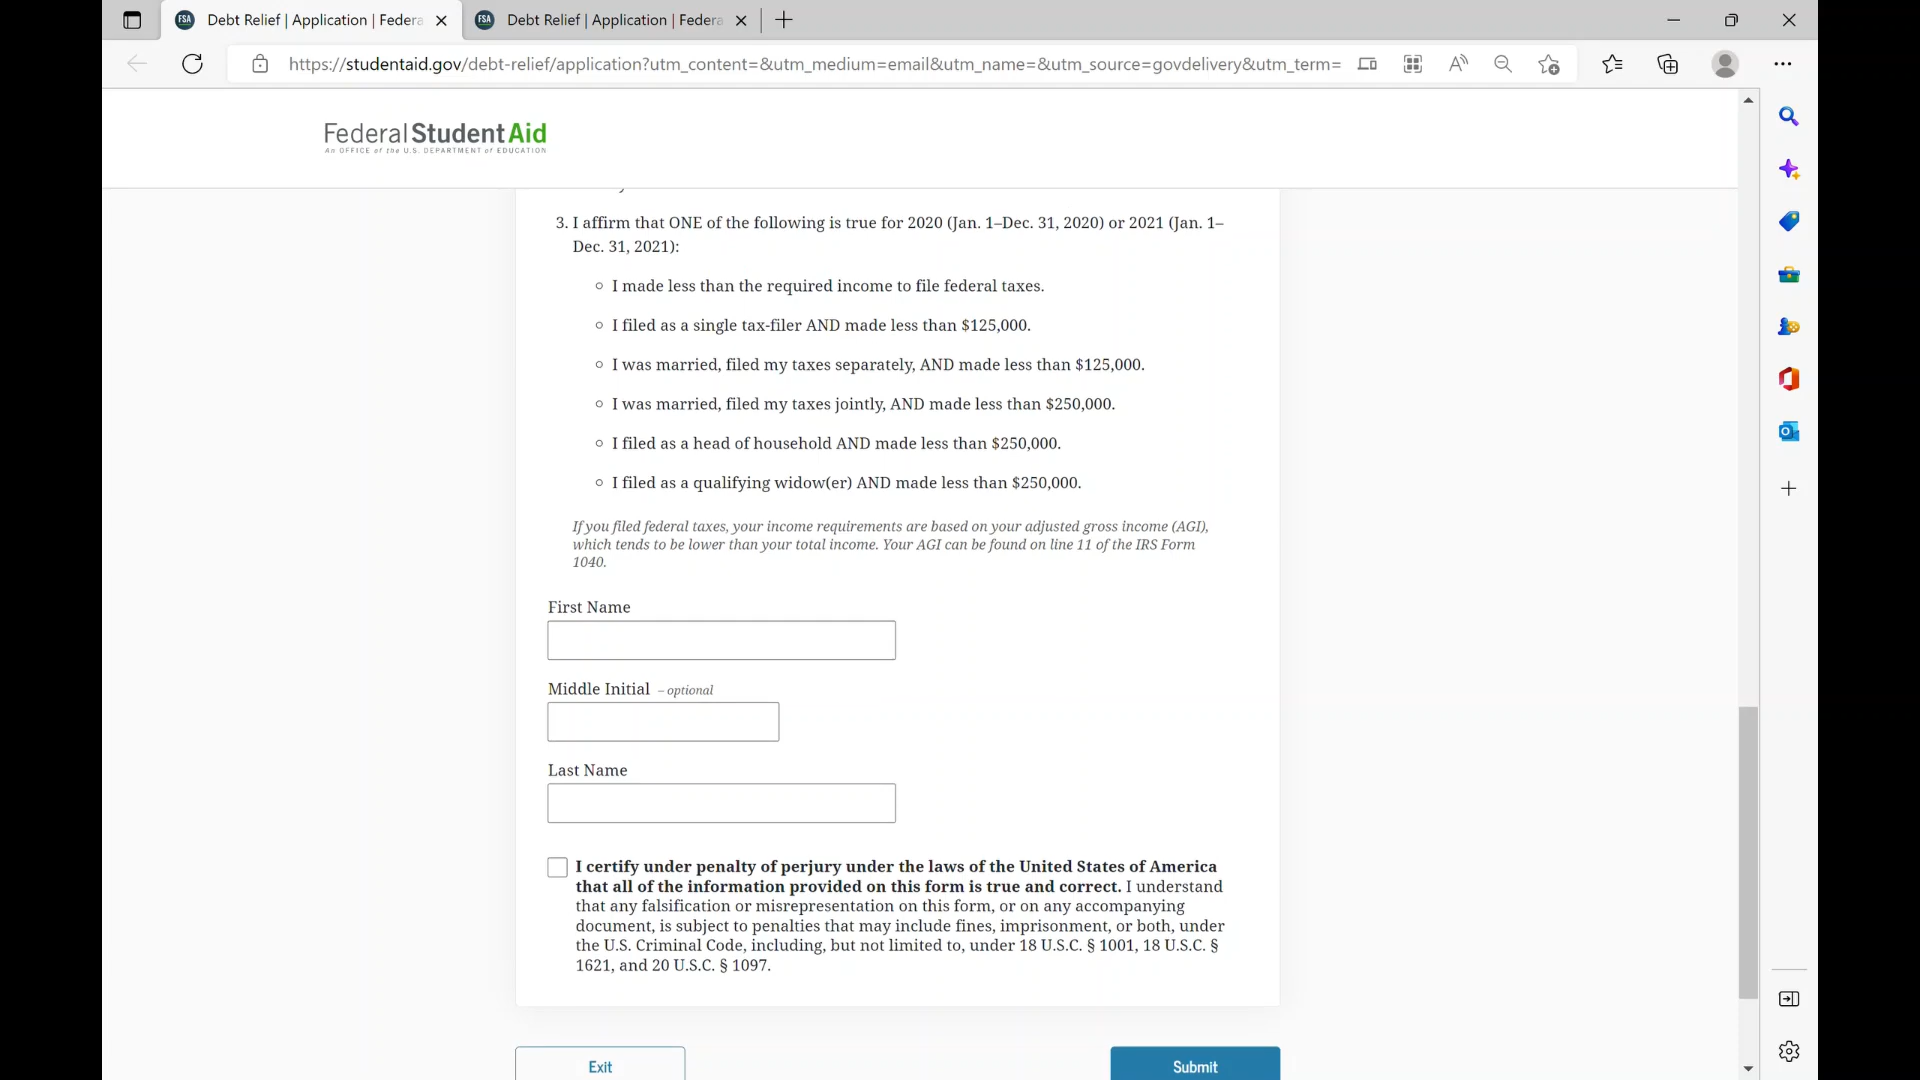 Debt Relief | Application | Federa
Debt Relief | Application | Federa
https://studentaid.gov/debt-relief/application?utm_content=&utm_medium=email&utm_name=&utm_source=govdelivery&utm_term=
Federal Student Aid
An OFFICE of the U.S. DEPARTMENT of EDUCATION
3. I affirm that ONE of the following is true for 2020 (Jan. 1–Dec. 31, 2020) or 2021 (Jan. 1–
Dec. 31, 2021):
I made less than the required income to file federal taxes.
I filed as a single tax-filer AND made less than $125,000.
I was married, filed my taxes separately, AND made less than $125,000.
I was married, filed my taxes jointly, AND made less than $250,000.
I filed as a head of household AND made less than $250,000.
I filed as a qualifying widow(er) AND made less than $250,000.
If you filed federal taxes, your income requirements are based on your adjusted gross income (AGI),
which tends to be lower than your total income. Your AGI can be found on line 11 of the IRS Form
1040.
First Name
Middle Initial – optional
Last Name
I certify under penalty of perjury under the laws of the United States of America
that all of the information provided on this form is true and correct. I understand
that any falsification or misrepresentation on this form, or on any accompanying
document, is subject to penalties that may include fines, imprisonment, or both, under
the U.S. Criminal Code, including, but not limited to, under 18 U.S.C. § 1001, 18 U.S.C. §
1621, and 20 U.S.C. § 1097.
Exit
Submit